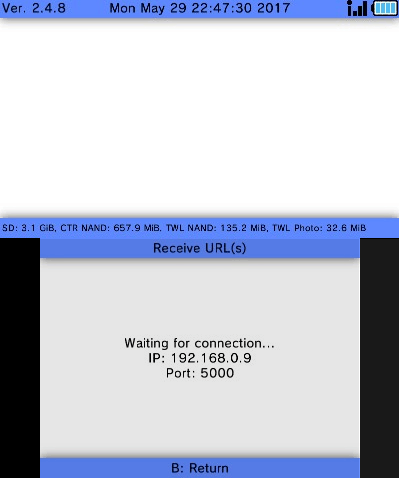 Ver. 2.4.8 Mon May 29 22:47:30 2017
SD: 3.1 GiB, CTR NAND: 657.9 MiB, TWL NAND: 135.2 MiB, TWL Photo: 32.6 MiB
Receive URL(s)
Waiting for connection...
IP: 192.168.0.9
Port: 5000
B: Return